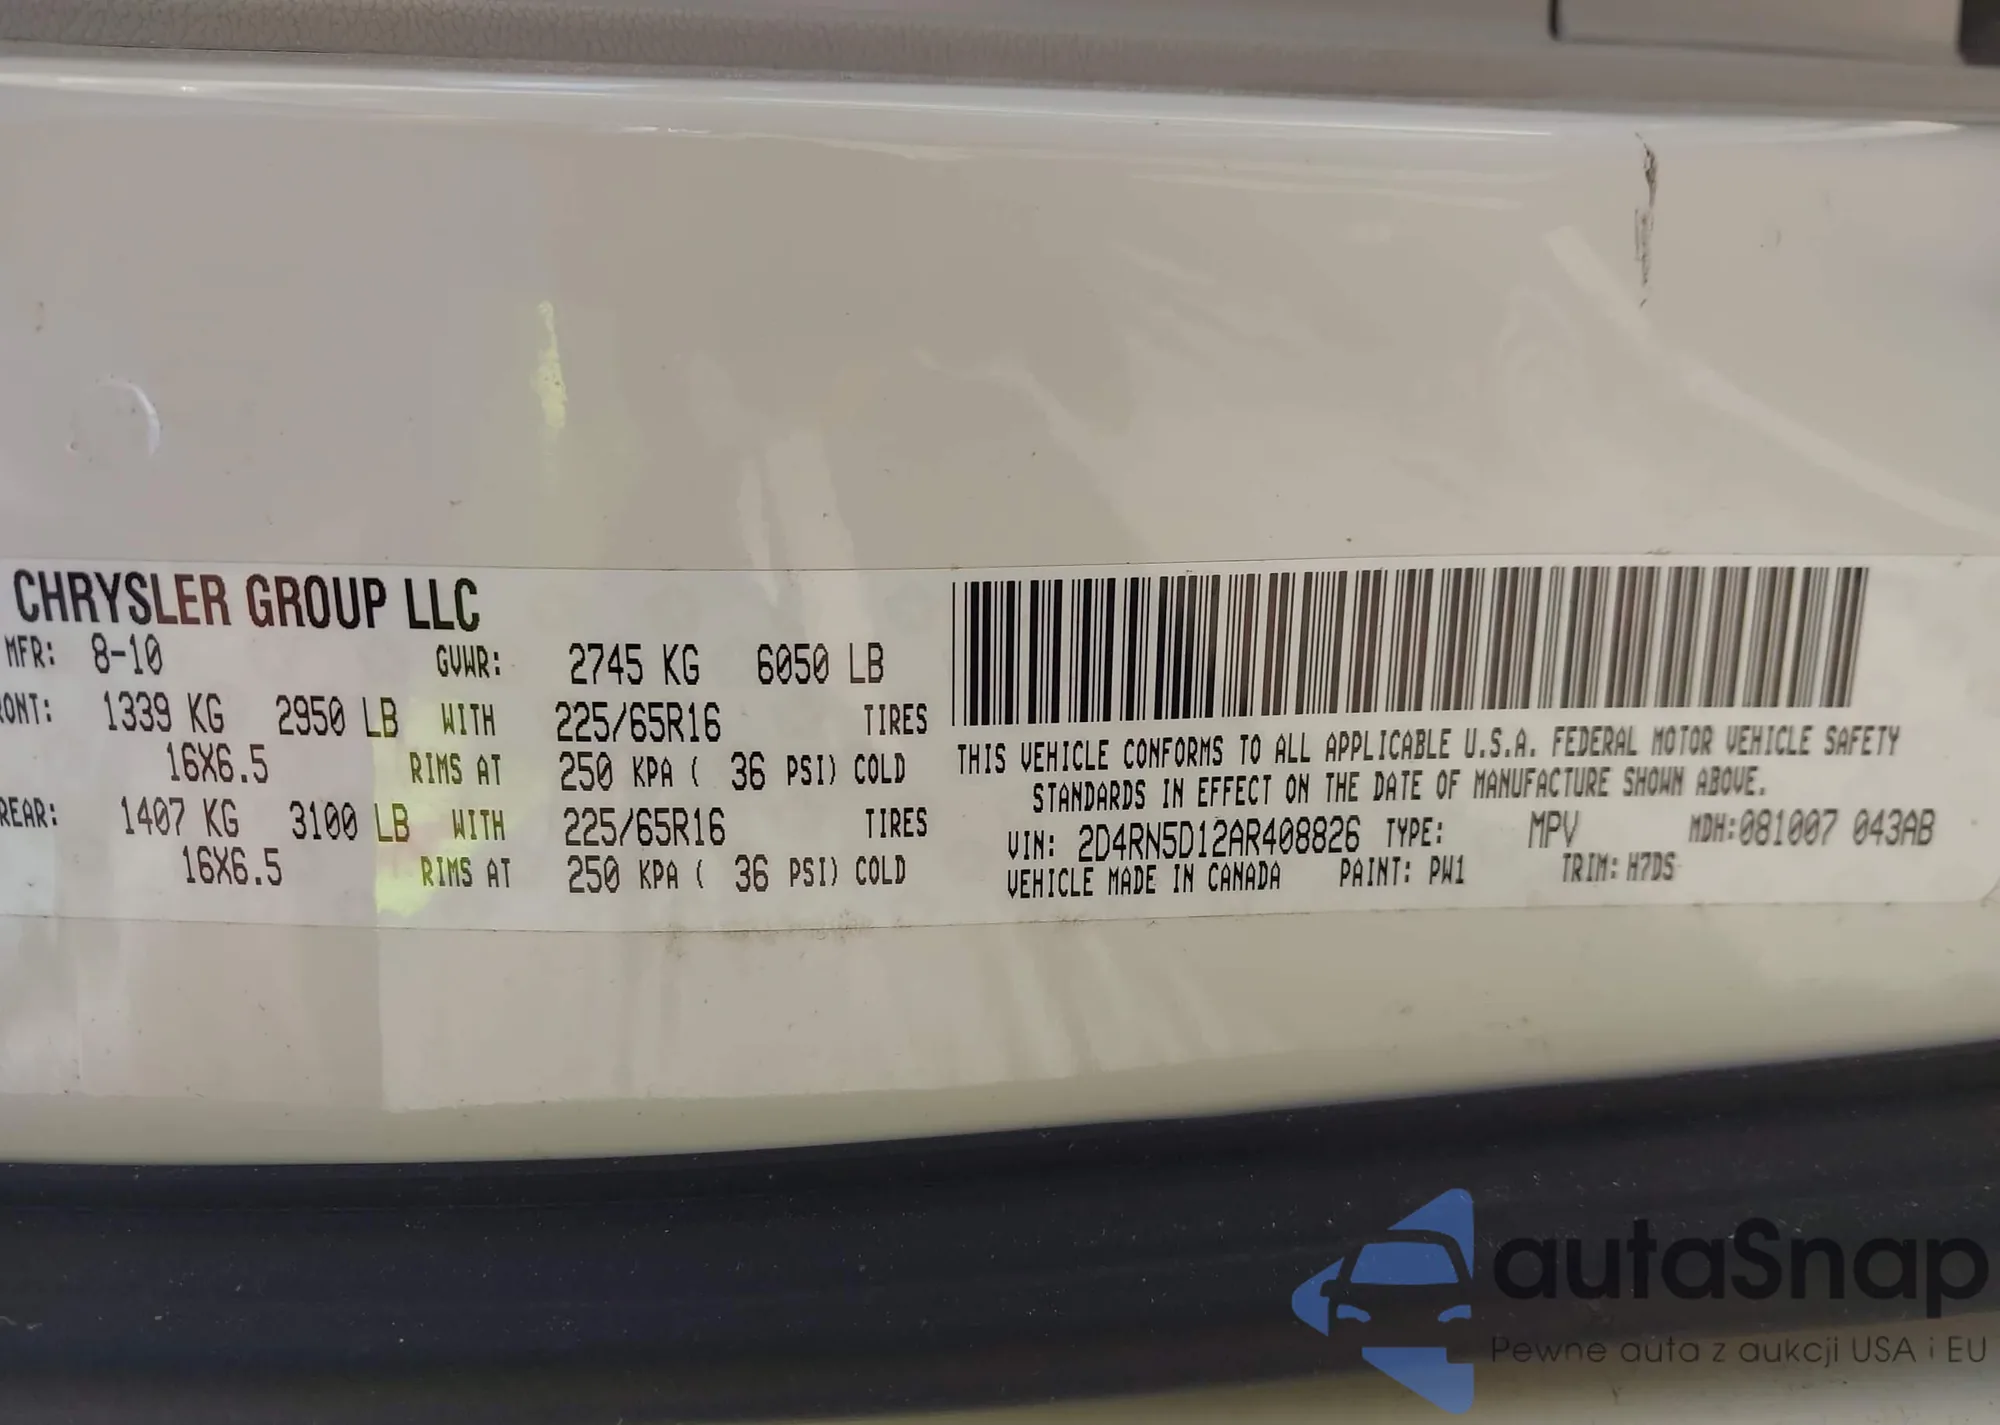 CHRYSLER GROUP LLC
MFR: 8-10 GVWR: 2745 KG 6050 LB
RONT: 1339 KG 2950 LB WITH 225/65R16 TIRES
16X6.5 RIMS AT 250 KPA ( 36 PSI) COLD
REAR: 1407 KG 3100 LB WITH 225/65R16 TIRES
16X6.5 RIMS AT 250 KPA ( 36 PSI) COLD
THIS VEHICLE CONFORMS TO ALL APPLICABLE U.S.A. FEDERAL MOTOR VEHICLE SAFETY
STANDARDS IN EFFECT ON THE DATE OF MANUFACTURE SHOWN ABOVE.
VIN: 2D4RN5D12AR408826 TYPE: MPV MDH:081007 043AB
VEHICLE MADE IN CANADA PAINT: PW1 TRIM: H7DS
autaSnap
Pewne auta z aukcji USA i EU